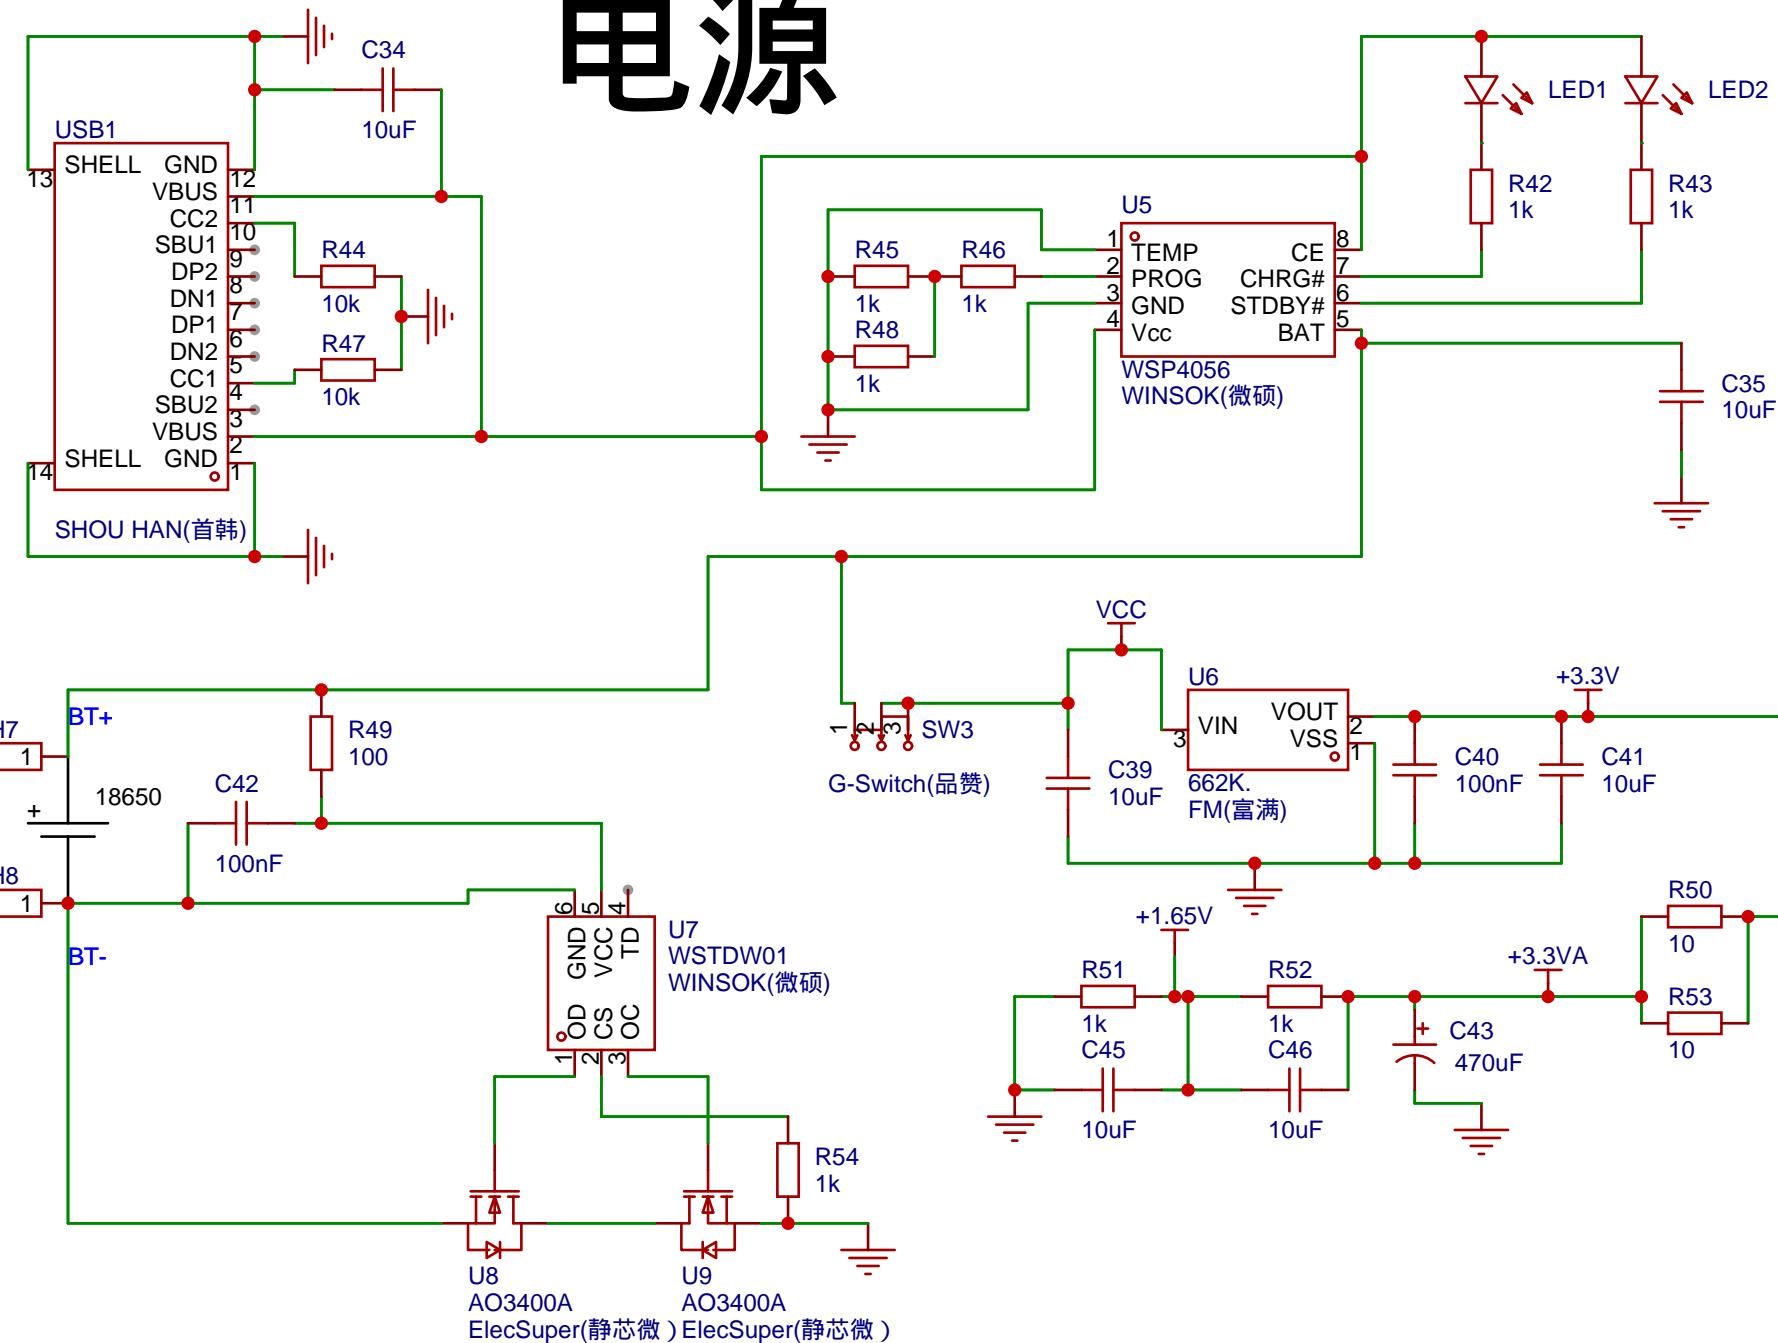 电源
C34
10uF
USB1
SHELL
GND
VBUS
CC2
SBU1
DP2
DN1
DP1
DN2
CC1
SBU2
VBUS
SHELL
GND
13
12
11
10
9
8
7
6
5
4
3
2
14
1
SHOU HAN(首韩)
R44
10k
R47
10k
LED1
LED2
R42
1k
R43
1k
U5
1
2
3
4
TEMP
PROG
GND
Vcc
CE
CHRG#
STDBY#
BAT
8
7
6
5
WSP4056
WINSOK(微硕)
R45
1k
R46
1k
R48
1k
C35
10uF
BT+
1
18650
+
1
BT-
R49
100
C42
100nF
1
2
3
SW3
G-Switch(品赞)
VCC
C39
10uF
U6
VIN
VOUT
VSS
3
2
1
662K.
FM(富满)
+3.3V
C40
100nF
C41
10uF
6
5
4
GND
VCC
TD
OD
CS
OC
1
2
3
U7
WSTDW01
WINSOK(微硕)
+1.65V
R51
1k
C45
10uF
R52
1k
C46
10uF
+3.3VA
+
C43
470uF
R50
10
R53
10
R54
1k
U8
AO3400A
ElecSuper(静芯微)
U9
AO3400A
ElecSuper(静芯微)